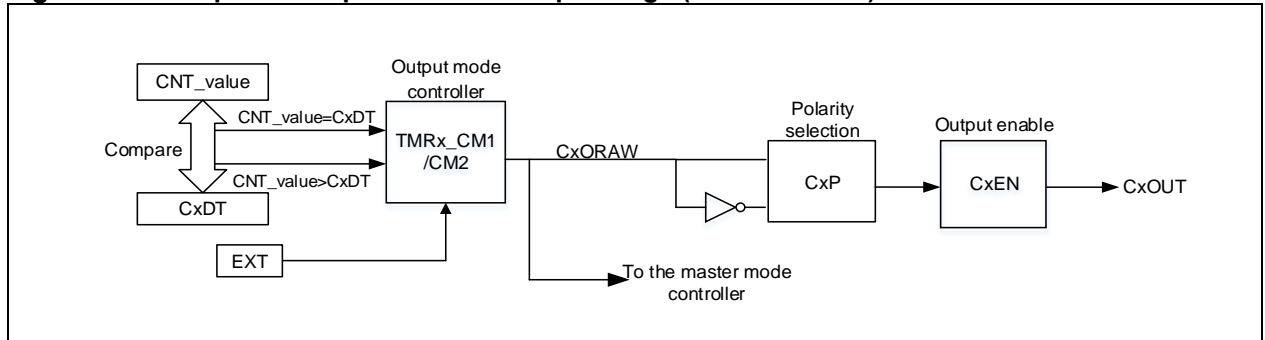 CNT_value
Compare
CxDT
CNT_value=CxDT
CNT_value>CxDT
EXT
Output mode
controller
TMRx_CM1
/CM2
CxORAW
To the master mode
controller
Polarity
selection
CxP
Output enable
CxEN
CxOUT